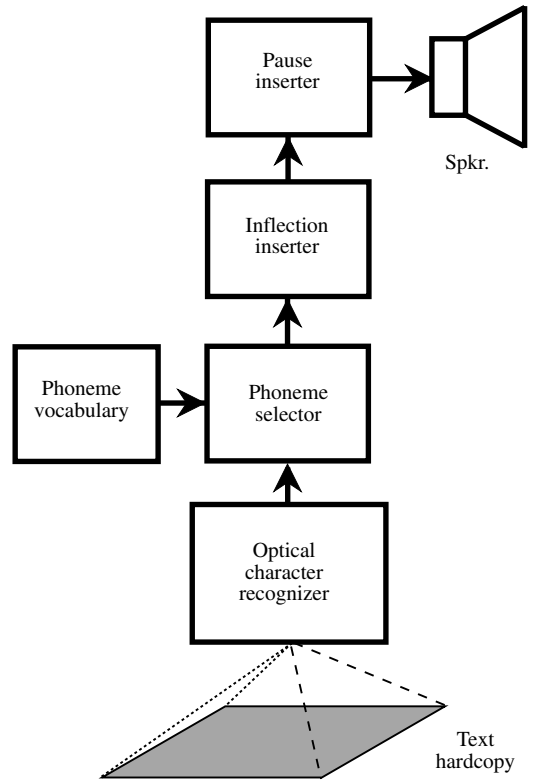 Pause
inserter
Spkr.
Inflection
inserter
Phoneme
vocabulary
Phoneme
selector
Optical
character
recognizer
Text
hardcopy